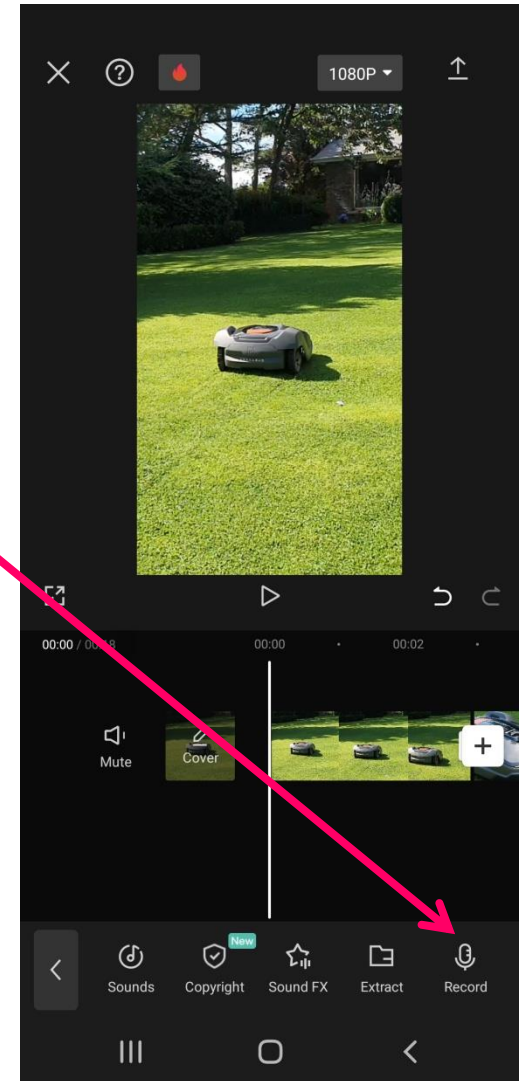 1080P
00:00 / 00:18
00:00
00:02
Mute
Cover
New
Sounds
Copyright
Sound FX
Extract
Record